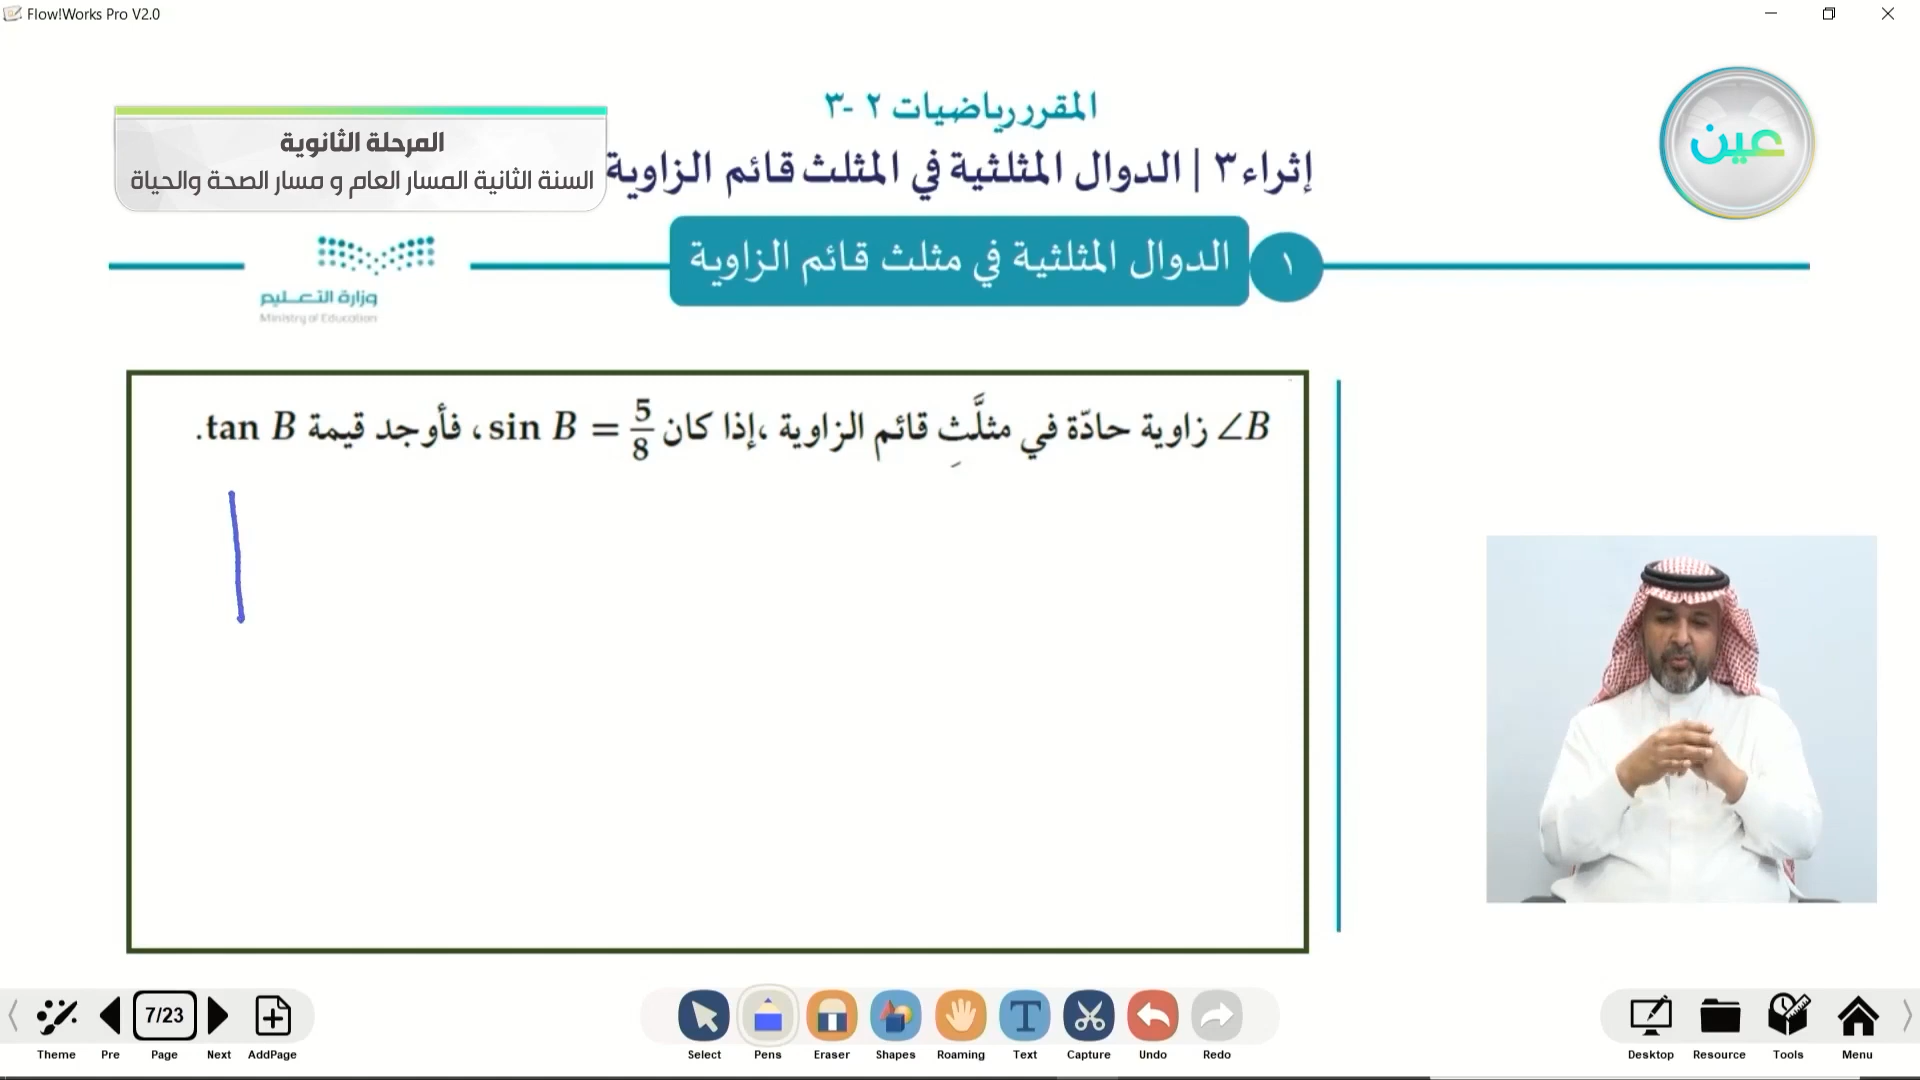 Flow!Works Pro V2.0
المقرر رياضيات ٢ -٣
عين
المرحلة الثانوية
السنة الثانية المسار العام و مسار الصحة والحياة
إثراء ٣ | الدوال المثلثية في المثلث قائم الزاوية
١ الدوال المثلثية في مثلث قائم الزاوية
وزارة التعليم
Ministry of Education
∠B زاوية حادّة في مثلَّثِ قائم الزاوية ،إذا كان sin B = 5/8 ، فأوجد قيمة tan B.
7/23
Theme Pre Page Next AddPage Select Pens Eraser Shapes Roaming Text Capture Undo Redo Desktop Resource Tools Menu